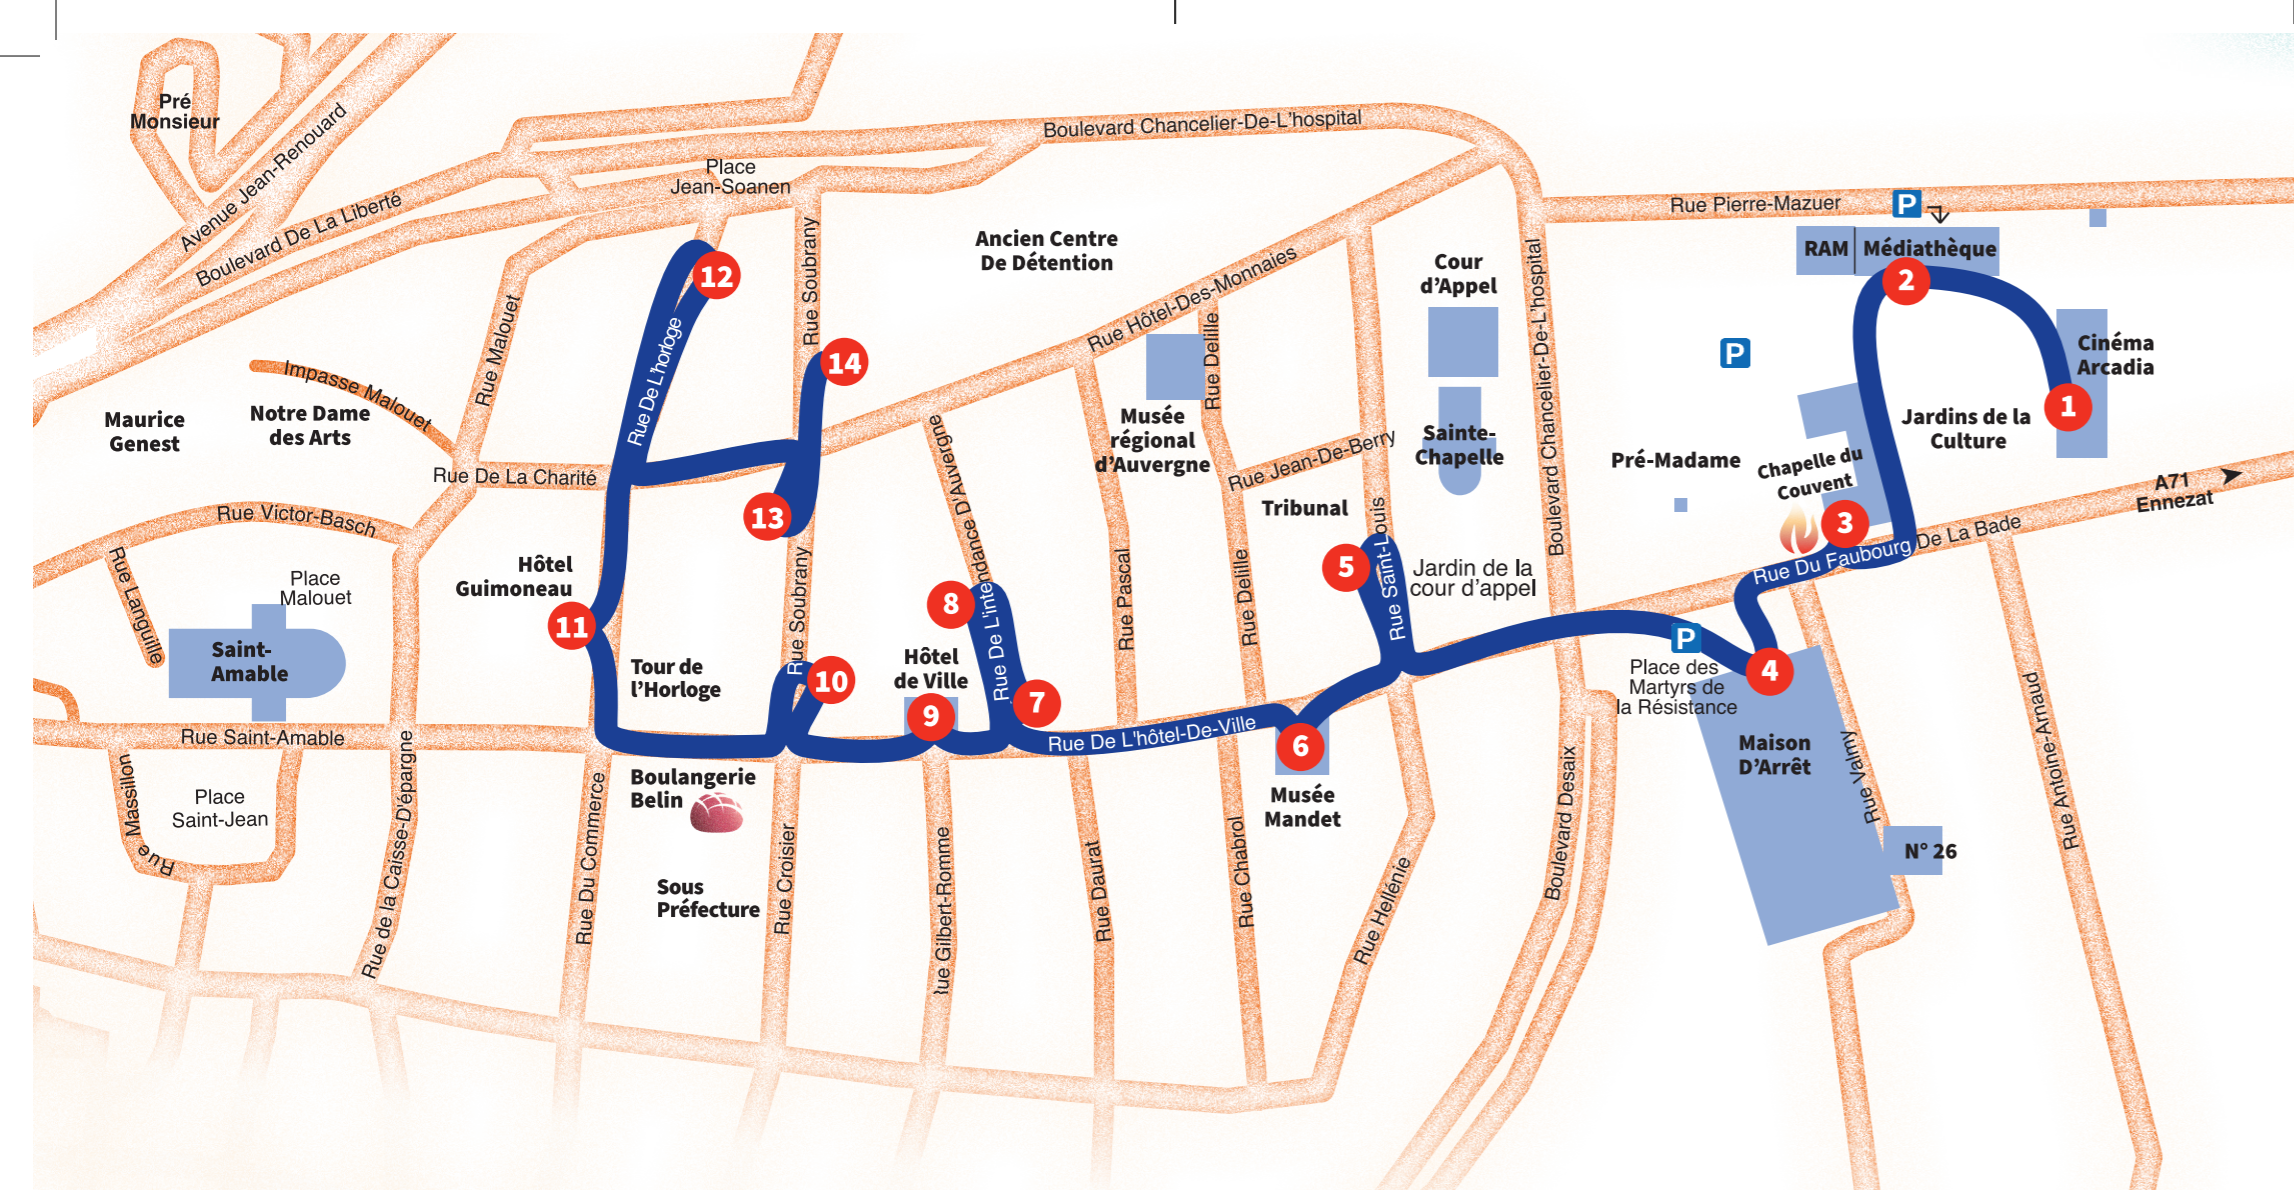 Pré
Monsieur
Avenue Jean-Renouard
Boulevard De La Liberté
Boulevard Chancelier-De-L'hospital
Place
Jean-Soanen
Rue Pierre-Mazuer
P
RAM
Médiathèque
2
Ancien Centre
De Détention
Cour
d'Appel
Rue Soubrany
12
Rue De L'horloge
14
Rue Malouet
Impasse Malouet
Maurice
Genest
Notre Dame
des Arts
Rue Hôtel-Des-Monnaies
Rue Delille
Musée
régional
d'Auvergne
Sainte-
Chapelle
Rue Jean-De-Berry
Boulevard Chancelier-De-L'hospital
P
Cinéma
Arcadia
1
Jardins de la
Culture
Pré-Madame
Chapelle du
Couvent
3
A71
Ennezat
Rue Du Faubourg De La Bade
Rue De La Charité
13
Rue Victor-Basch
Rue Languille
Place
Malouet
Saint-
Amable
Hôtel
Guimoneau
11
Tour de
l'Horloge
Rue Soubrany
10
Hôtel
de Ville
9
8
Rue De L'intendance D'Auvergne
7
Rue Pascal
Rue Delille
Tribunal
5
Rue Saint-Louis
Jardin de la
cour d'appel
P
Place des
Martyrs de
la Résistance
4
Maison
D'Arrêt
Rue Valmy
N° 26
Rue Antoine-Arnaud
Rue Saint-Amable
Rue De L'hôtel-De-Ville
6
Musée
Mandet
Rue Massillon
Place
Saint-Jean
Rue de la Caisse-D'épargne
Rue Du Commerce
Boulangerie
Belin
Sous
Préfecture
Rue Croisier
Rue Gilbert-Romme
Rue Daurat
Rue Chabrol
Rue Hellénie
Boulevard Desaix